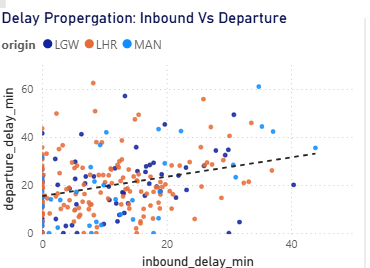 Delay Propergation: Inbound Vs Departure
origin LGW LHR MAN
60
40
20
0
departure_delay_min
0 20 40
inbound_delay_min